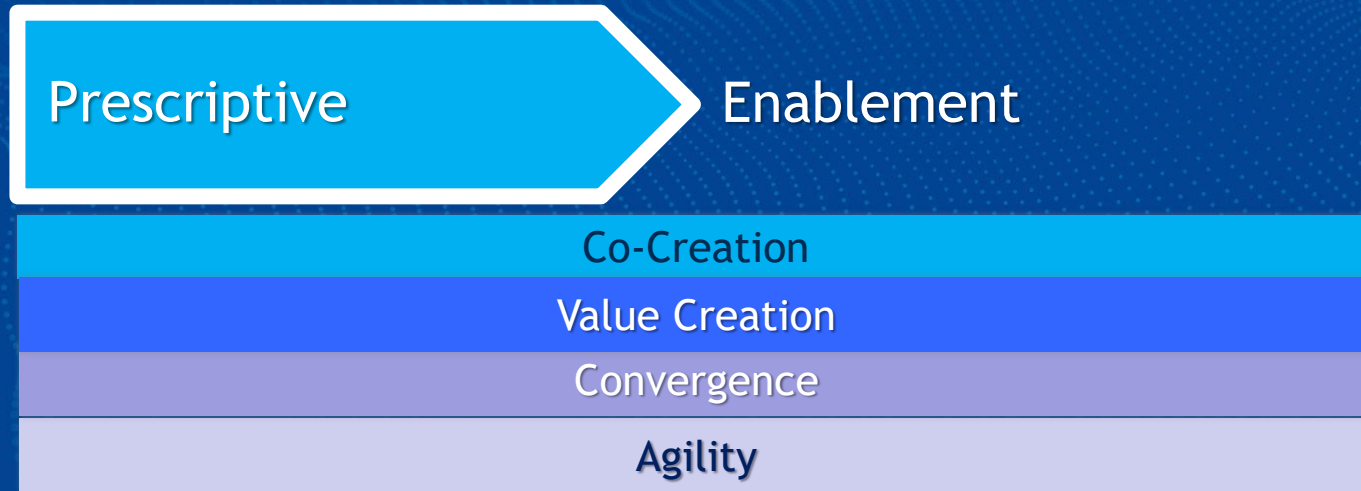 Prescriptive
Enablement
Co-Creation
Value Creation
Convergence
Agility